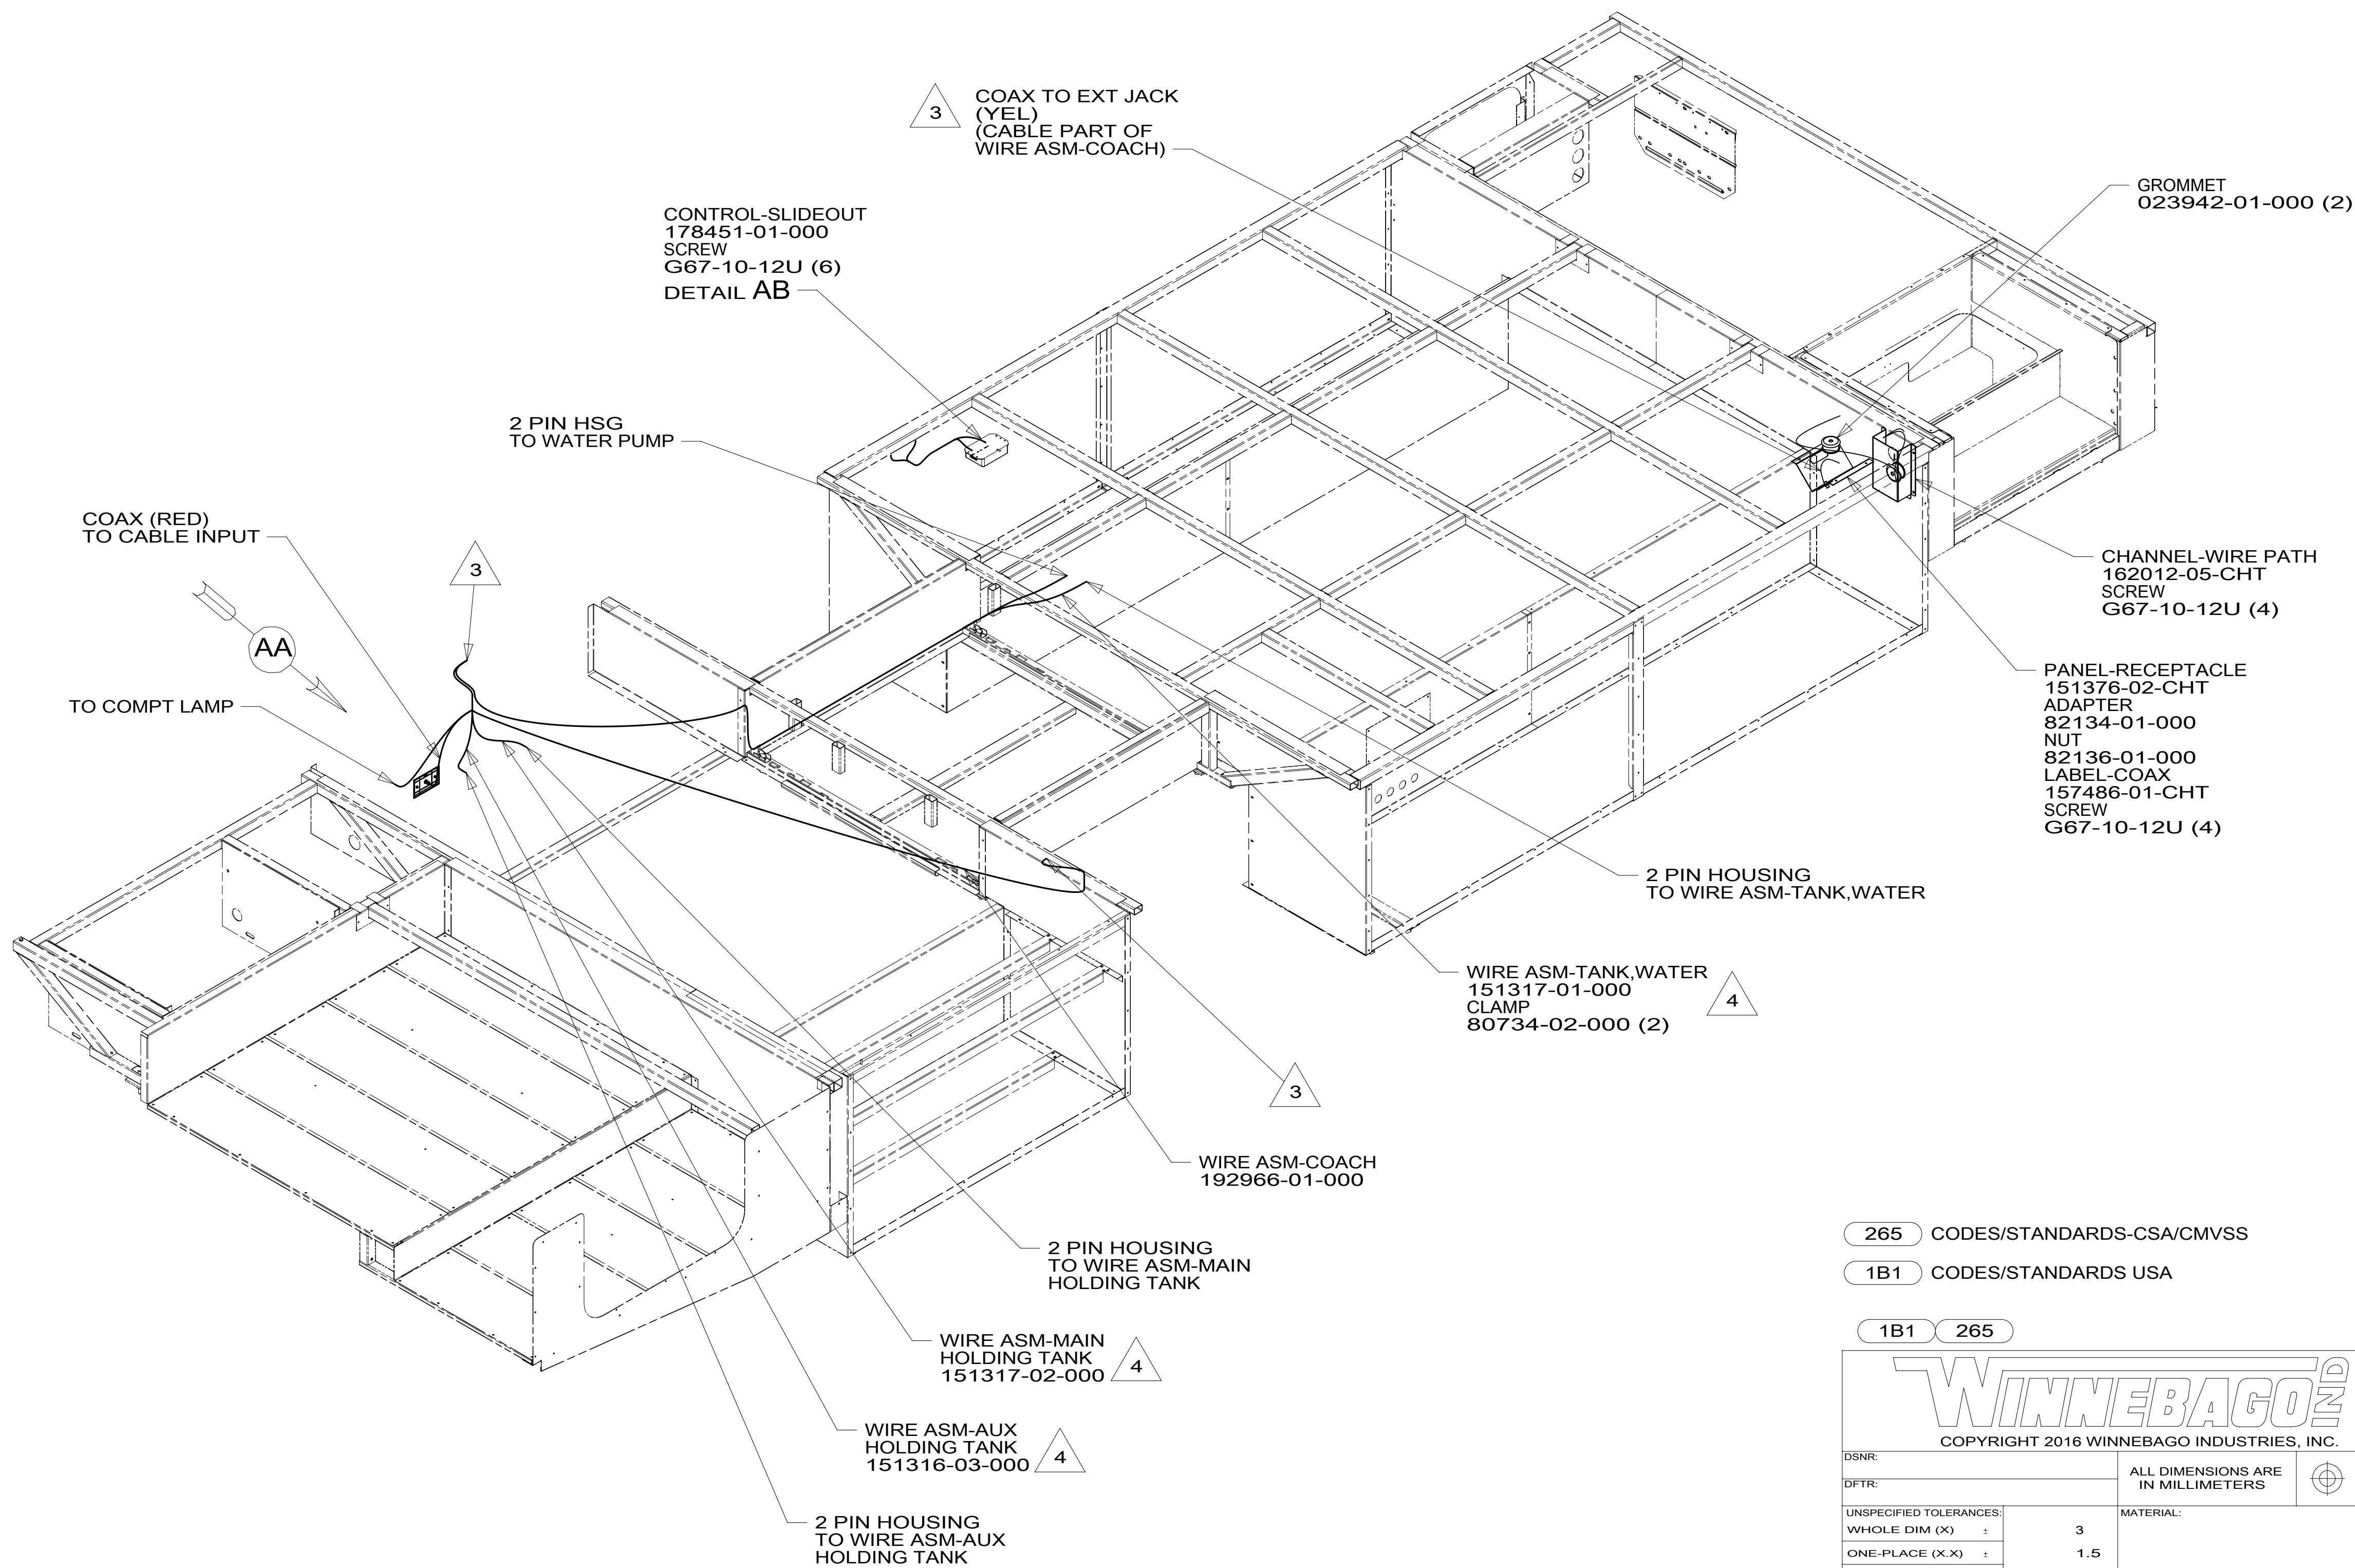 3
COAX TO EXT JACK
(YEL)
(CABLE PART OF
WIRE ASM-COACH)
GROMMET
023942-01-000 (2)
CONTROL-SLIDEOUT
178451-01-000
SCREW
G67-10-12U (6)
DETAIL AB
2 PIN HSG
TO WATER PUMP
COAX (RED)
TO CABLE INPUT
3
AA
TO COMPT LAMP
CHANNEL-WIRE PATH
162012-05-CHT
SCREW
G67-10-12U (4)
PANEL-RECEPTACLE
151376-02-CHT
ADAPTER
82134-01-000
NUT
82136-01-000
LABEL-COAX
157486-01-CHT
SCREW
G67-10-12U (4)
2 PIN HOUSING
TO WIRE ASM-TANK,WATER
WIRE ASM-TANK,WATER
151317-01-000
CLAMP
80734-02-000 (2)
4
3
WIRE ASM-COACH
192966-01-000
2 PIN HOUSING
TO WIRE ASM-MAIN
HOLDING TANK
WIRE ASM-MAIN
HOLDING TANK
151317-02-000
4
WIRE ASM-AUX
HOLDING TANK
151316-03-000
4
2 PIN HOUSING
TO WIRE ASM-AUX
HOLDING TANK
265 CODES/STANDARDS-CSA/CMVSS
1B1 CODES/STANDARDS USA
1B1 265
WINNEBAGO IND
COPYRIGHT 2016 WINNEBAGO INDUSTRIES, INC.
DSNR:
DFTR:
ALL DIMENSIONS ARE
IN MILLIMETERS
UNSPECIFIED TOLERANCES:
MATERIAL:
WHOLE DIM (X) ± 3
ONE-PLACE (X.X) ± 1.5